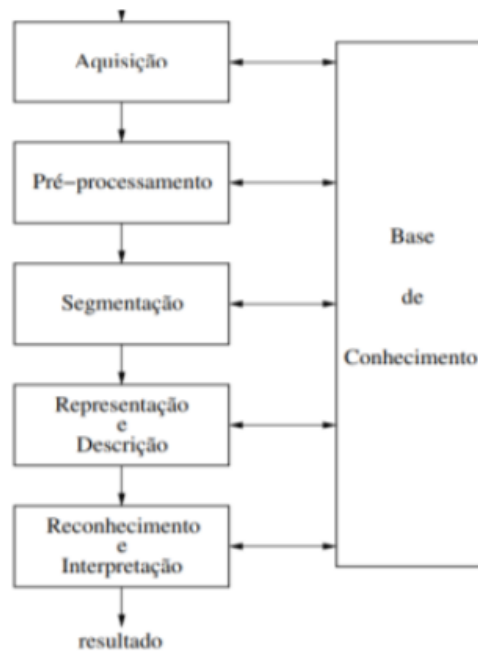 Aquisição
Pré-processamento
Segmentação
Representação
e
Descrição
Reconhecimento
e
Interpretação
resultado
Base
de
Conhecimento